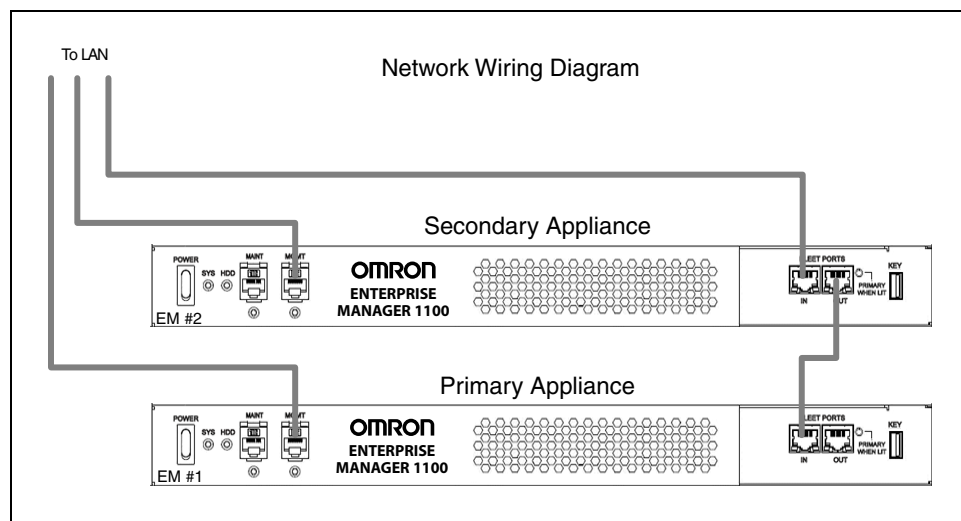 To LAN
Network Wiring Diagram
Secondary Appliance
POWER
SYS HDD
MAINT
MGMT
OMRON
ENTERPRISE
MANAGER 1100
EM #2
LEET PORTS
IN
OUT
PRIMARY
WHEN LIT
KEY
Primary Appliance
POWER
SYS HDD
MAINT
MGMT
OMRON
ENTERPRISE
MANAGER 1100
EM #1
LEET PORTS
IN
OUT
PRIMARY
WHEN LIT
KEY